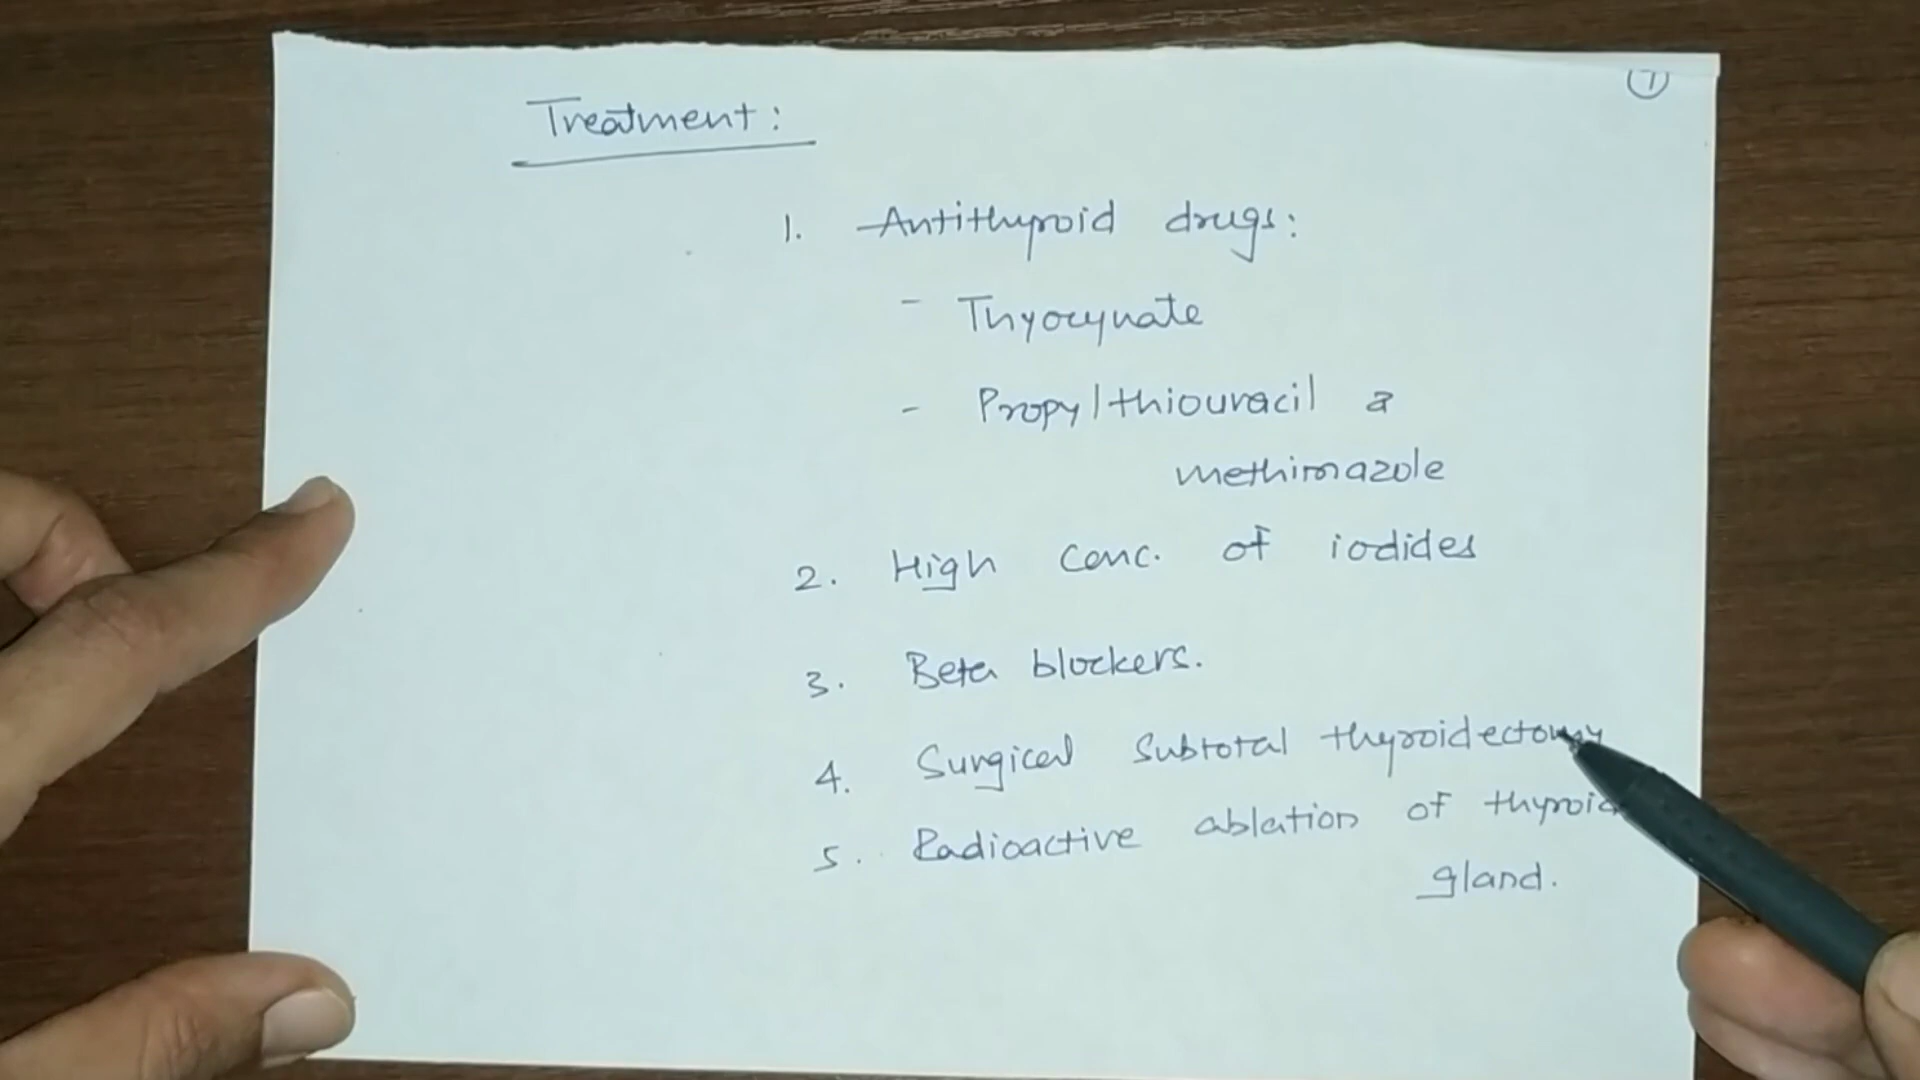 7
Treatment:
1. Antithyroid drugs:
- Thyocynate
- Propylthiouracil &
methimazole
2. High conc. of iodides
3. Beta blockers.
4. Surgical Subtotal thyroidectomy
5. Radioactive ablation of thyroid
gland.